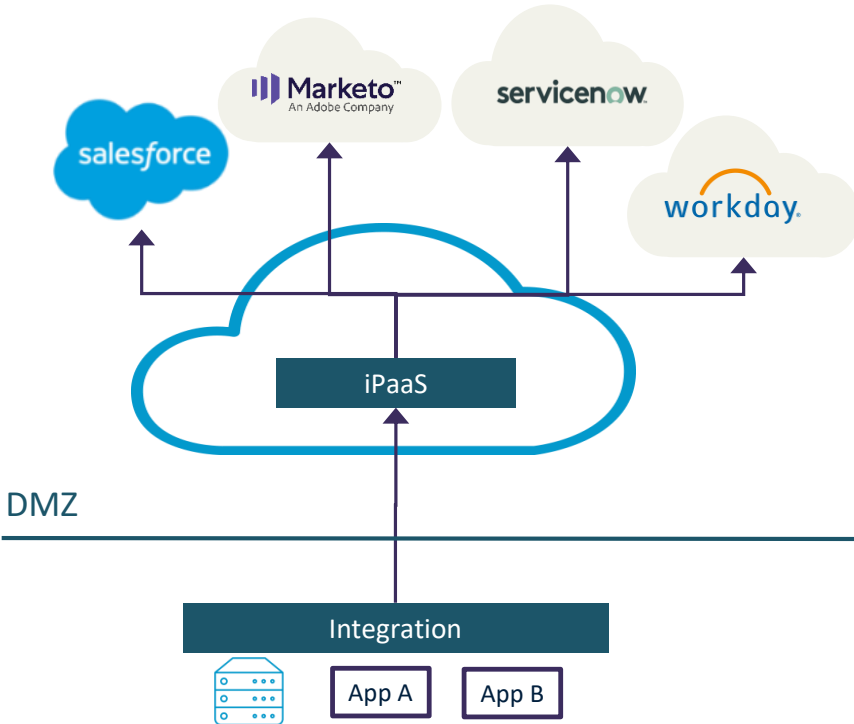 Marketo™
An Adobe Company
servicenow.
salesforce
workday.
iPaaS
DMZ
Integration
App A
App B